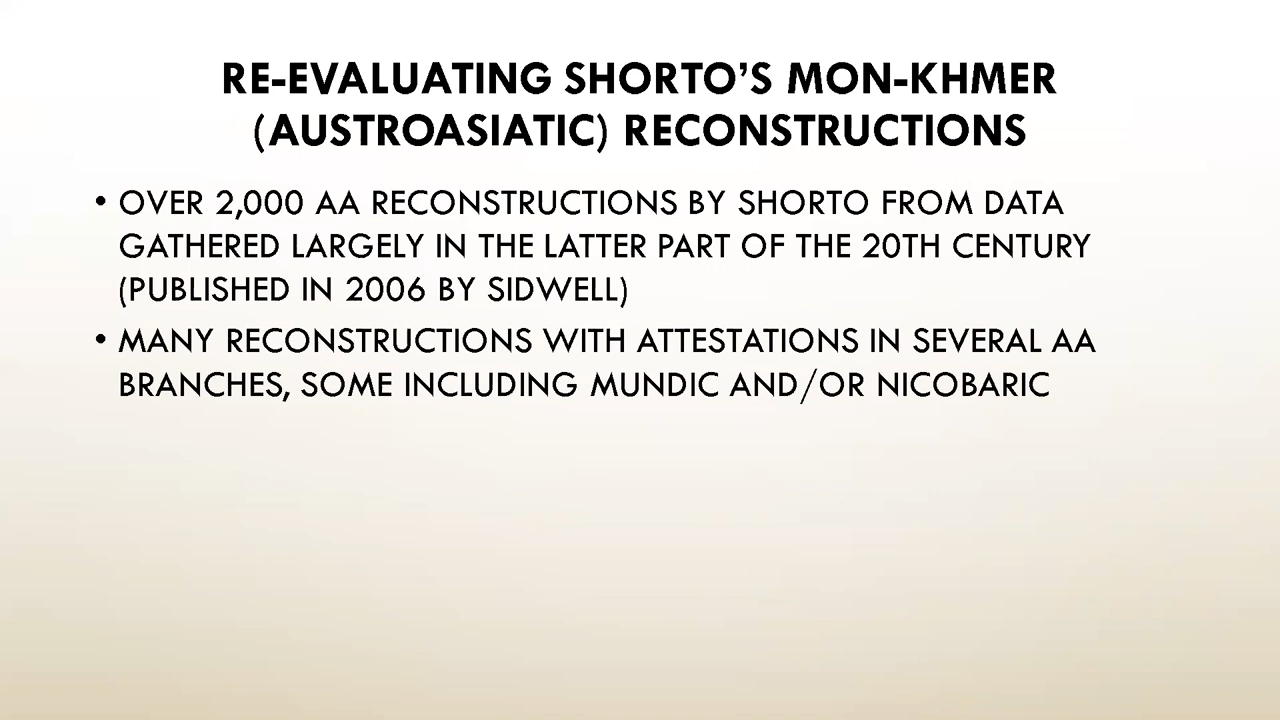 RE-EVALUATING SHORTO'S MON-KHMER
(AUSTROASIATIC) RECONSTRUCTIONS
• OVER 2,000 AA RECONSTRUCTIONS BY SHORTO FROM DATA
GATHERED LARGELY IN THE LATTER PART OF THE 20TH CENTURY
(PUBLISHED IN 2006 BY SIDWELL)
• MANY RECONSTRUCTIONS WITH ATTESTATIONS IN SEVERAL AA
BRANCHES, SOME INCLUDING MUNDIC AND/OR NICOBARIC